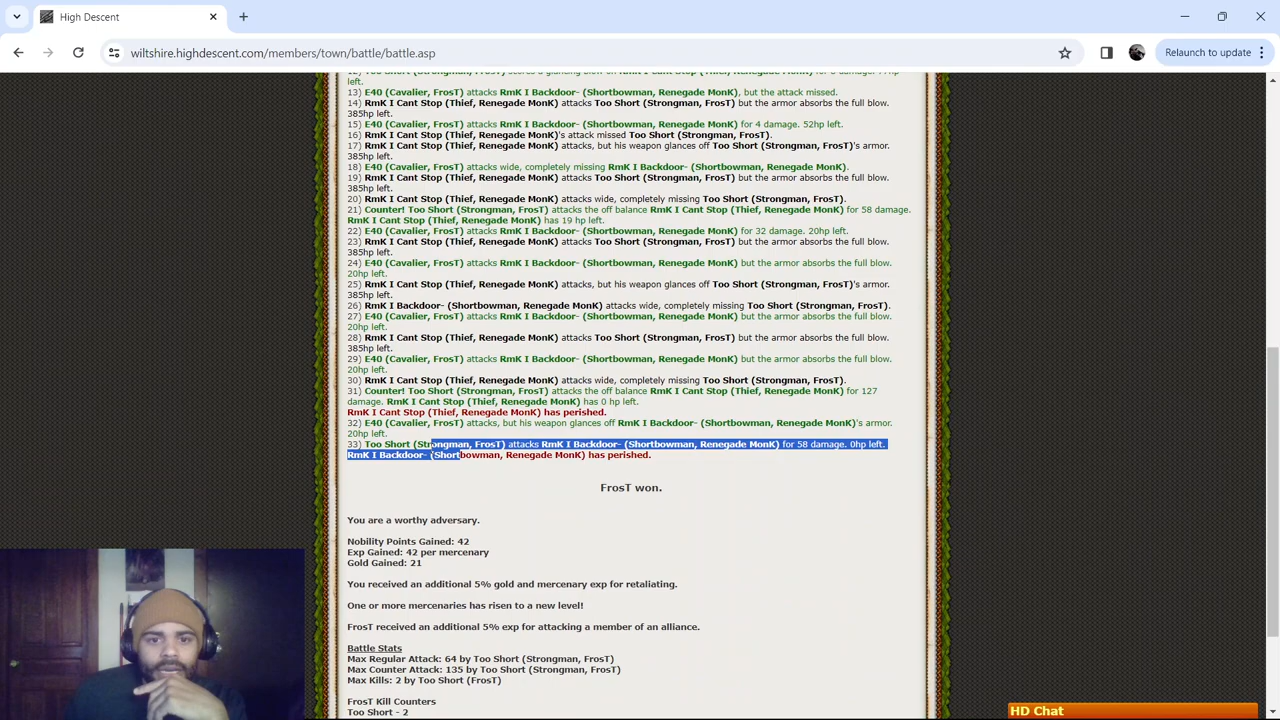 High Descent
wiltshire.highdescent.com/members/town/battle/battle.asp
Relaunch to update
left.
13) E40 (Cavalier, FrosT) attacks RmK I Backdoor- (Shortbowman, Renegade MonK), but the attack missed.
14) RmK I Cant Stop (Thief, Renegade MonK) attacks Too Short (Strongman, FrosT) but the armor absorbs the full blow.
385hp left.
15) E40 (Cavalier, FrosT) attacks RmK I Backdoor- (Shortbowman, Renegade MonK) for 4 damage. 52hp left.
16) RmK I Cant Stop (Thief, Renegade MonK)'s attack missed Too Short (Strongman, FrosT).
17) RmK I Cant Stop (Thief, Renegade MonK) attacks, but his weapon glances off Too Short (Strongman, FrosT)'s armor.
385hp left.
18) E40 (Cavalier, FrosT) attacks wide, completely missing RmK I Backdoor- (Shortbowman, Renegade MonK).
19) RmK I Cant Stop (Thief, Renegade MonK) attacks Too Short (Strongman, FrosT) but the armor absorbs the full blow.
385hp left.
20) RmK I Cant Stop (Thief, Renegade MonK) attacks wide, completely missing Too Short (Strongman, FrosT).
21) Counter! Too Short (Strongman, FrosT) attacks the off balance RmK I Cant Stop (Thief, Renegade MonK) for 58 damage.
RmK I Cant Stop (Thief, Renegade MonK) has 19 hp left.
22) E40 (Cavalier, FrosT) attacks RmK I Backdoor- (Shortbowman, Renegade MonK) for 32 damage. 20hp left.
23) RmK I Cant Stop (Thief, Renegade MonK) attacks Too Short (Strongman, FrosT) but the armor absorbs the full blow.
385hp left.
24) E40 (Cavalier, FrosT) attacks RmK I Backdoor- (Shortbowman, Renegade MonK) but the armor absorbs the full blow.
20hp left.
25) RmK I Cant Stop (Thief, Renegade MonK) attacks, but his weapon glances off Too Short (Strongman, FrosT)'s armor.
385hp left.
26) RmK I Backdoor- (Shortbowman, Renegade MonK) attacks wide, completely missing Too Short (Strongman, FrosT).
27) E40 (Cavalier, FrosT) attacks RmK I Backdoor- (Shortbowman, Renegade MonK) but the armor absorbs the full blow.
20hp left.
28) RmK I Cant Stop (Thief, Renegade MonK) attacks Too Short (Strongman, FrosT) but the armor absorbs the full blow.
385hp left.
29) E40 (Cavalier, FrosT) attacks RmK I Backdoor- (Shortbowman, Renegade MonK) but the armor absorbs the full blow.
20hp left.
30) RmK I Cant Stop (Thief, Renegade MonK) attacks wide, completely missing Too Short (Strongman, FrosT).
31) Counter! Too Short (Strongman, FrosT) attacks the off balance RmK I Cant Stop (Thief, Renegade MonK) for 127
damage. RmK I Cant Stop (Thief, Renegade MonK) has 0 hp left.
RmK I Cant Stop (Thief, Renegade MonK) has perished.
32) E40 (Cavalier, FrosT) attacks, but his weapon glances off RmK I Backdoor- (Shortbowman, Renegade MonK)'s armor.
20hp left.
33) Too Short (Strongman, FrosT) attacks RmK I Backdoor- (Shortbowman, Renegade MonK) for 58 damage. 0hp left.
RmK I Backdoor- (Shortbowman, Renegade MonK) has perished.
FrosT won.
You are a worthy adversary.
Nobility Points Gained: 42
Exp Gained: 42 per mercenary
Gold Gained: 21
You received an additional 5% gold and mercenary exp for retaliating.
One or more mercenaries has risen to a new level!
FrosT received an additional 5% exp for attacking a member of an alliance.
Battle Stats
Max Regular Attack: 64 by Too Short (Strongman, FrosT)
Max Counter Attack: 135 by Too Short (Strongman, FrosT)
Max Kills: 2 by Too Short (FrosT)
FrosT Kill Counters
Too Short - 2
HD Chat